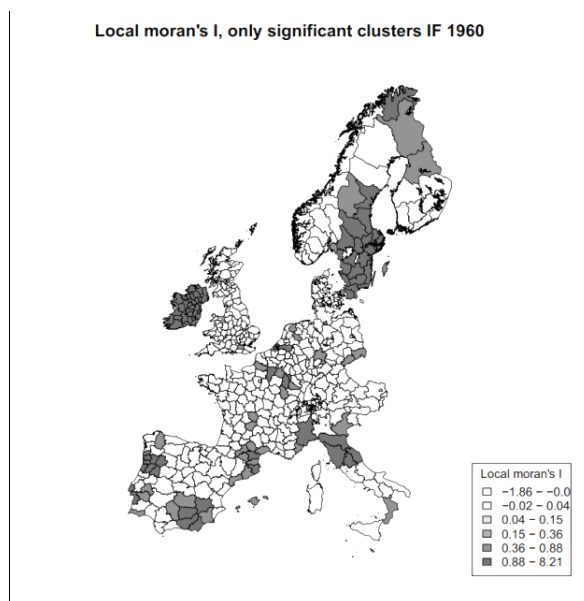 Local moran's I, only significant clusters IF 1960
Local moran's I
−1.86 − −0.0
−0.02 − 0.04
0.04 − 0.15
0.15 − 0.36
0.36 − 0.88
0.88 − 8.21